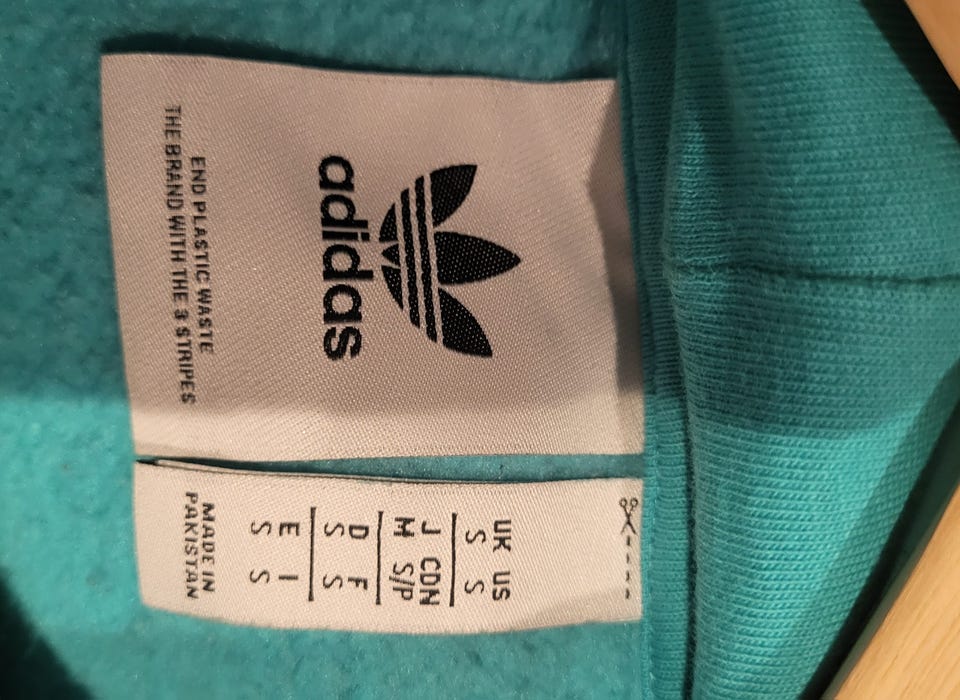 adidas
END PLASTIC WASTE
THE BRAND WITH THE 3 STRIPES
UK US
S S
J CDN
M S/P
D F
S S
E I
S S
MADE IN
PAKISTAN